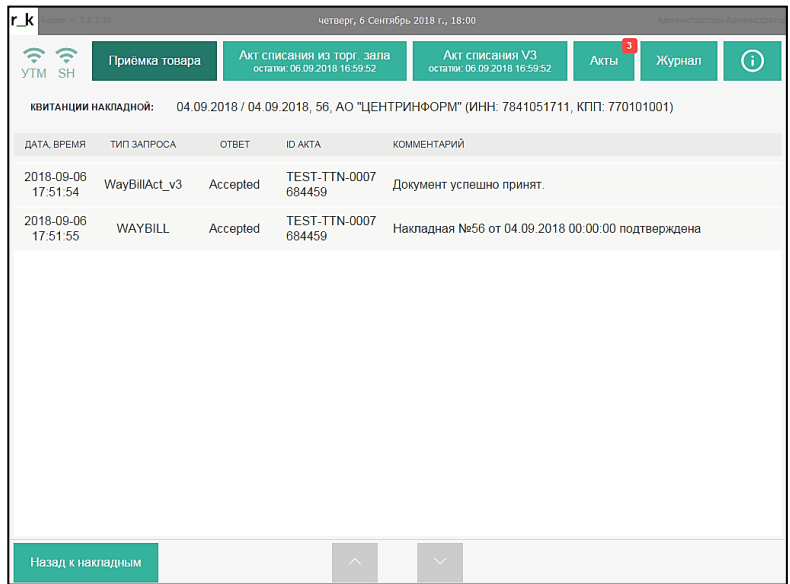 r_k
четверг, 6 Сентябрь 2018 г., 18:00
УТМ SH
Приёмка товара
Акт списания из торг. зала
остатки: 06.09.2018 16:59:52
Акт списания V3
остатки: 06.09.2018 16:59:52
Акты
3
Журнал
КВИТАНЦИИ НАКЛАДНОЙ: 04.09.2018 / 04.09.2018, 56, АО "ЦЕНТРИНФОРМ" (ИНН: 7841051711, КПП: 770101001)
ДАТА, ВРЕМЯ ТИП ЗАПРОСА ОТВЕТ ID АКТА КОММЕНТАРИЙ
2018-09-06
17:51:54
WayBillAct_v3 Accepted
TEST-TTN-0007
684459
Документ успешно принят.
2018-09-06
17:51:55
WAYBILL Accepted
TEST-TTN-0007
684459
Накладная №56 от 04.09.2018 00:00:00 подтверждена
Назад к накладным